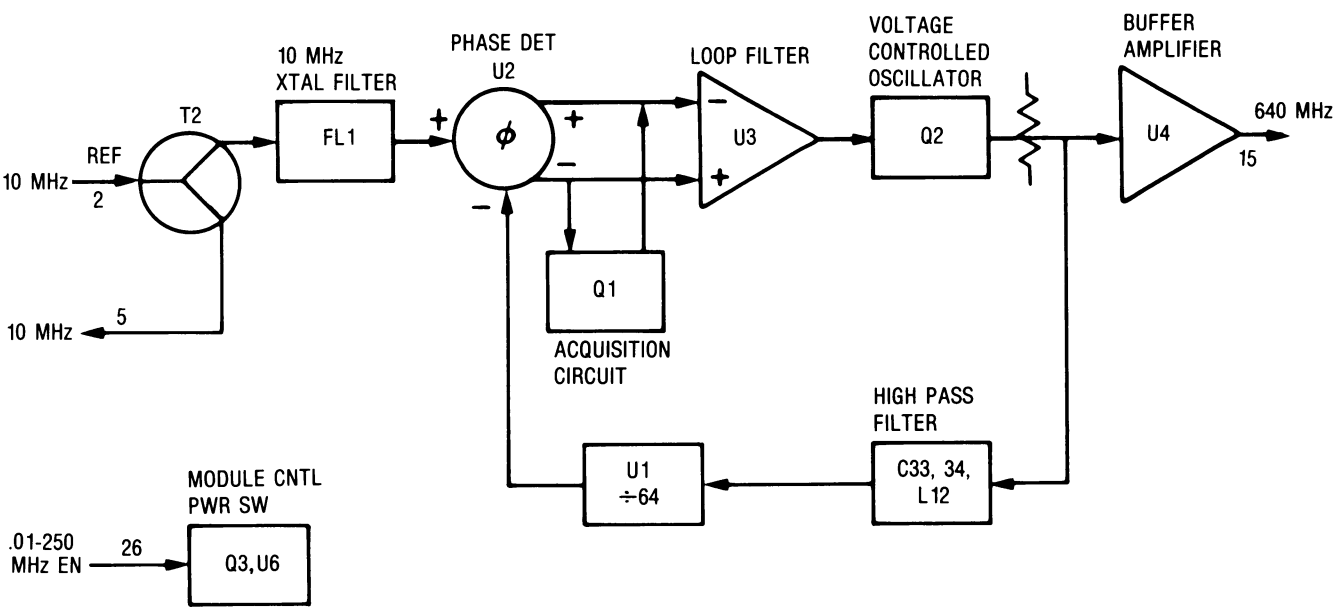 VOLTAGE
CONTROLLED
OSCILLATOR
BUFFER
AMPLIFIER
PHASE DET
U2
10 MHz
XTAL FILTER
LOOP FILTER
T2
REF
10 MHz
2
FL1
+
ϕ
+
−
−
−
+
U3
Q2
U4
640 MHz
15
10 MHz
5
Q1
ACQUISITION
CIRCUIT
HIGH PASS
FILTER
U1
÷64
C33, 34,
L12
MODULE CNTL
PWR SW
.01-250
MHz EN
26
Q3,U6